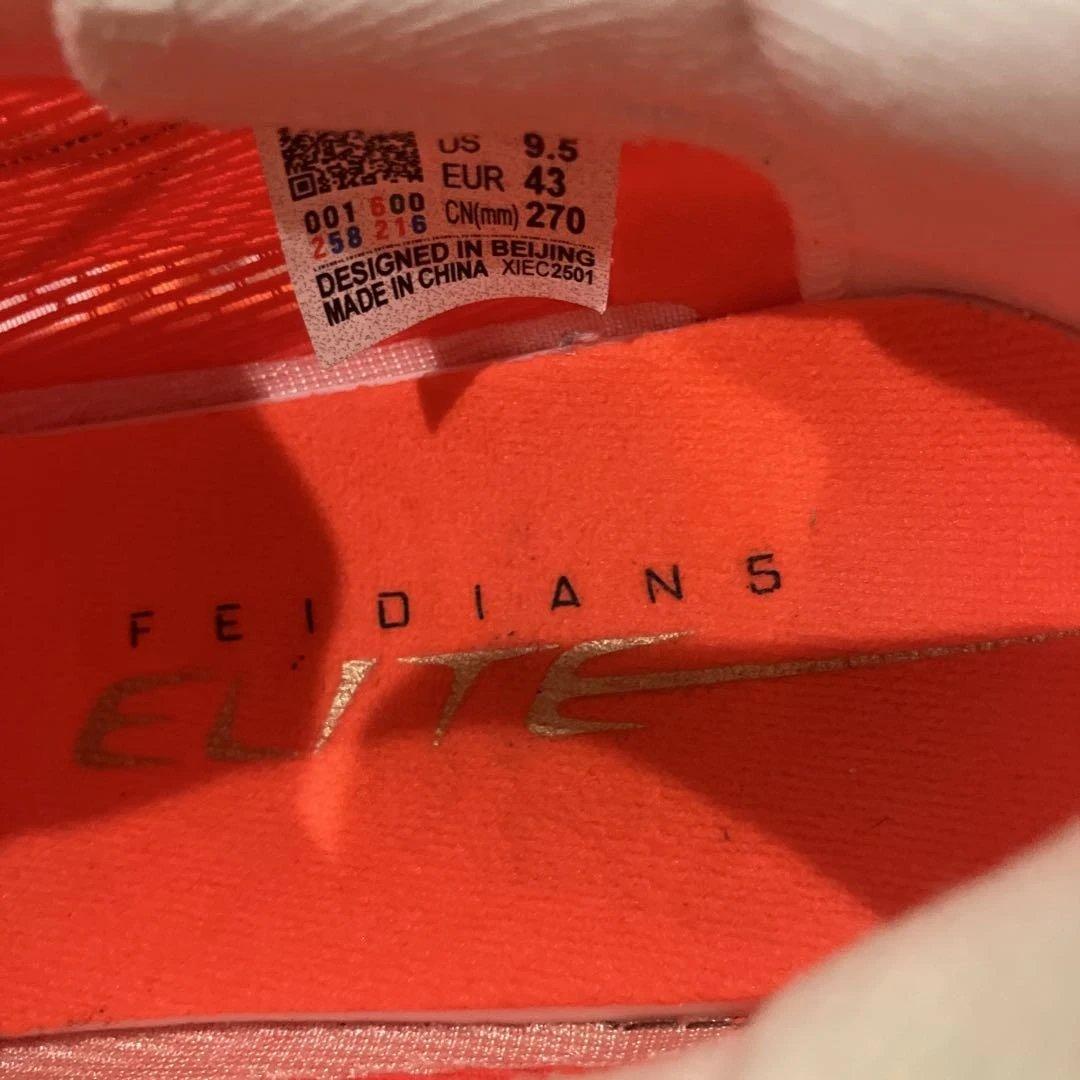 US 9.5
EUR 43
CN(mm) 270
001 600
258 216
DESIGNED IN BEIJING
MADE IN CHINA XIEC2501
FEIDIAN 5
ELITE